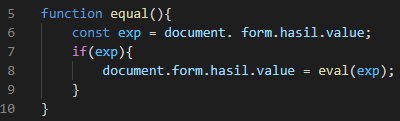 5 function equal(){
6 const exp = document. form.hasil.value;
7 if(exp){
8 document.form.hasil.value = eval(exp);
9 }
10 }